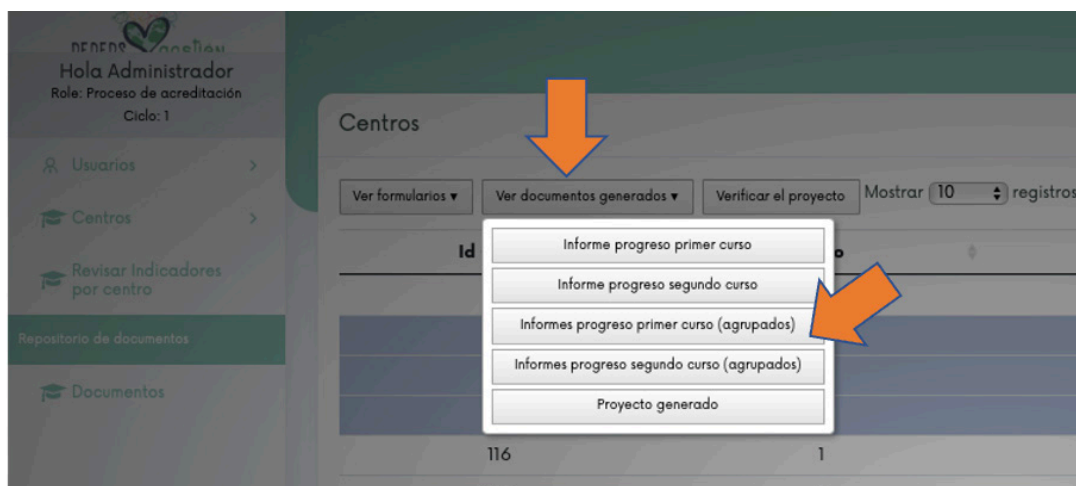 Hola Administrador
Role: Proceso de acreditación
Ciclo: 1
Usuarios
Centros
Revisar Indicadores
por centro
Repositorio de documentos
Documentos
Centros
Ver formularios ▾ Ver documentos generados ▾ Verificar el proyecto Mostrar 10 registros
Id
Informe progreso primer curso
Informe progreso segundo curso
Informes progreso primer curso (agrupados)
Informes progreso segundo curso (agrupados)
Proyecto generado
116 1